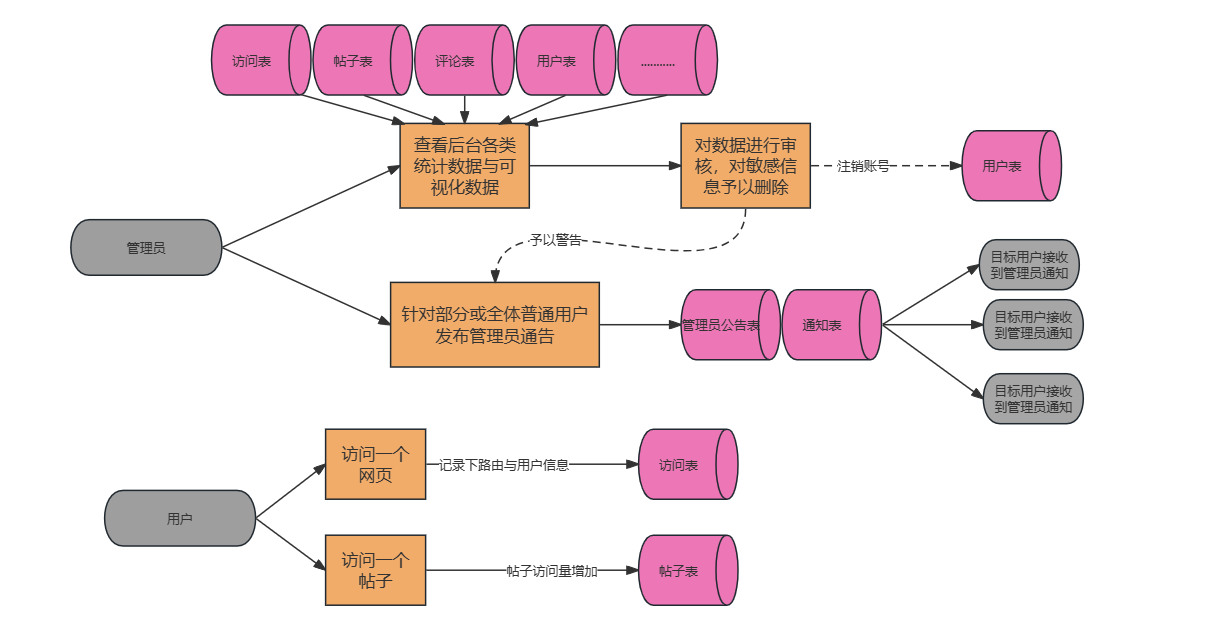 访问表
帖子表
评论表
用户表
...........
查看后台各类
统计数据与可
视化数据
对数据进行审
核，对敏感信
息予以删除
注销账号
用户表
管理员
予以警告
针对部分或全体普通用户
发布管理员通告
管理员公告表
通知表
目标用户接收
到管理员通知
目标用户接收
到管理员通知
目标用户接收
到管理员通知
用户
访问一个
网页
记录下路由与用户信息
访问表
访问一个
帖子
帖子访问量增加
帖子表